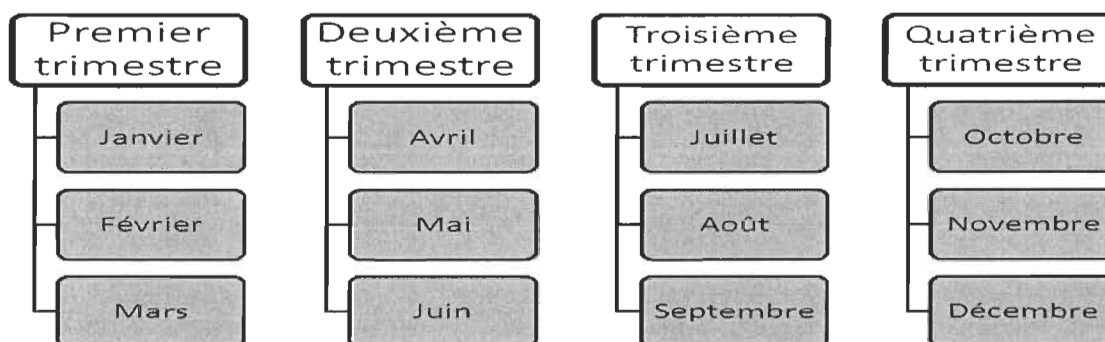 Premier
trimestre
Janvier
Février
Mars
Deuxième
trimestre
Avril
Mai
Juin
Troisième
trimestre
Juillet
Août
Septembre
Quatrième
trimestre
Octobre
Novembre
Décembre